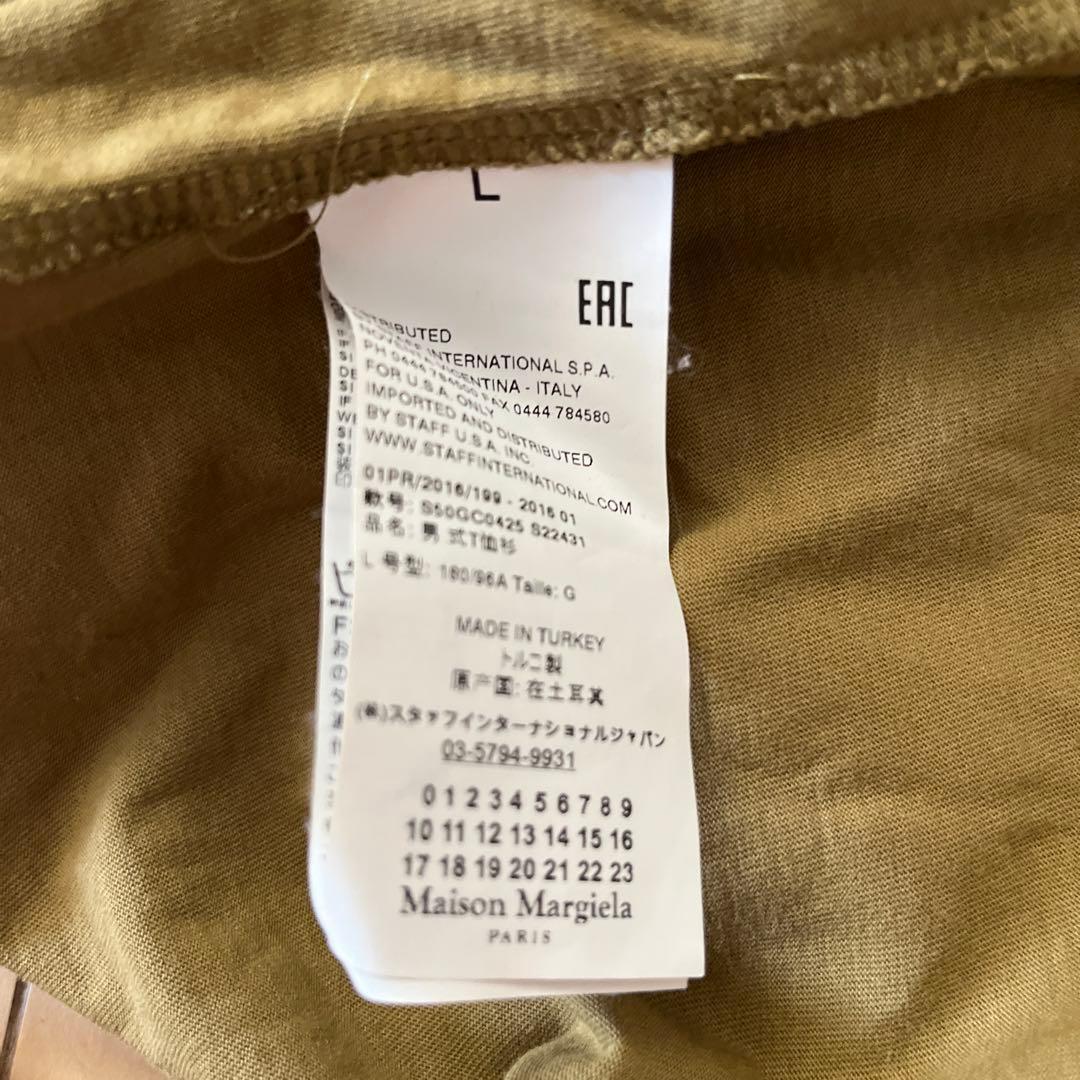 L
EAC
DISTRIBUTED
INTERNATIONAL S.P.A.
NOVENTA VICENTINA - ITALY
PH 0444 784500 FAX 0444 784580
FOR U.S.A. ONLY
IMPORTED AND DISTRIBUTED
BY STAFF U.S.A. INC.
WWW.STAFFINTERNATIONAL.COM
01PR/2016/199 - 2016 01
款号: S50GC0425 S22431
品名: 男式T恤衫
L 号型: 180/96A Taille: G
MADE IN TURKEY
トルコ製
原产国: 在土耳其
(株)スタッフインターナショナルジャパン
03-5794-9931
0 1 2 3 4 5 6 7 8 9
10 11 12 13 14 15 16
17 18 19 20 21 22 23
Maison Margiela
PARIS